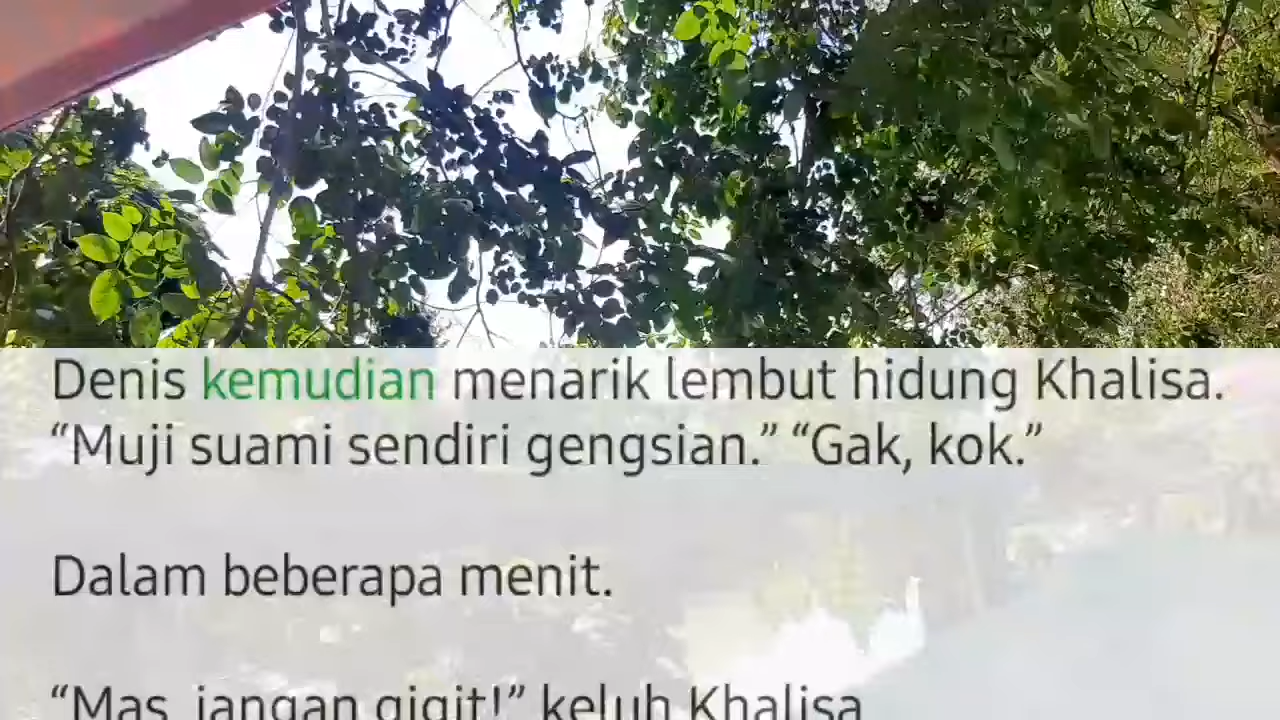 Denis kemudian menarik lembut hidung Khalisa.
“Muji suami sendiri gengsian.” “Gak, kok.”
Dalam beberapa menit.
“Mas, jangan gigit!” keluh Khalisa